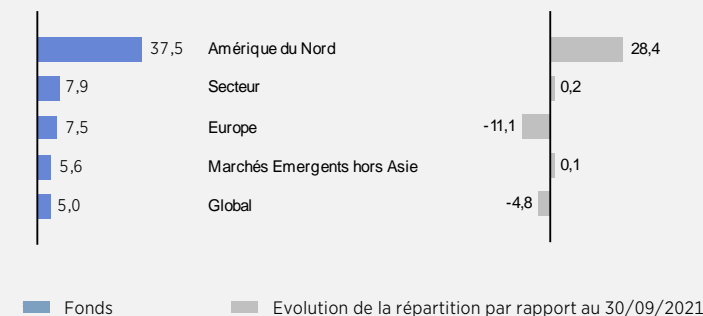 37,5 Amérique du Nord 28,4
7,9 Secteur 0,2
7,5 Europe -11,1
5,6 Marchés Emergents hors Asie 0,1
5,0 Global -4,8
Fonds Evolution de la répartition par rapport au 30/09/2021